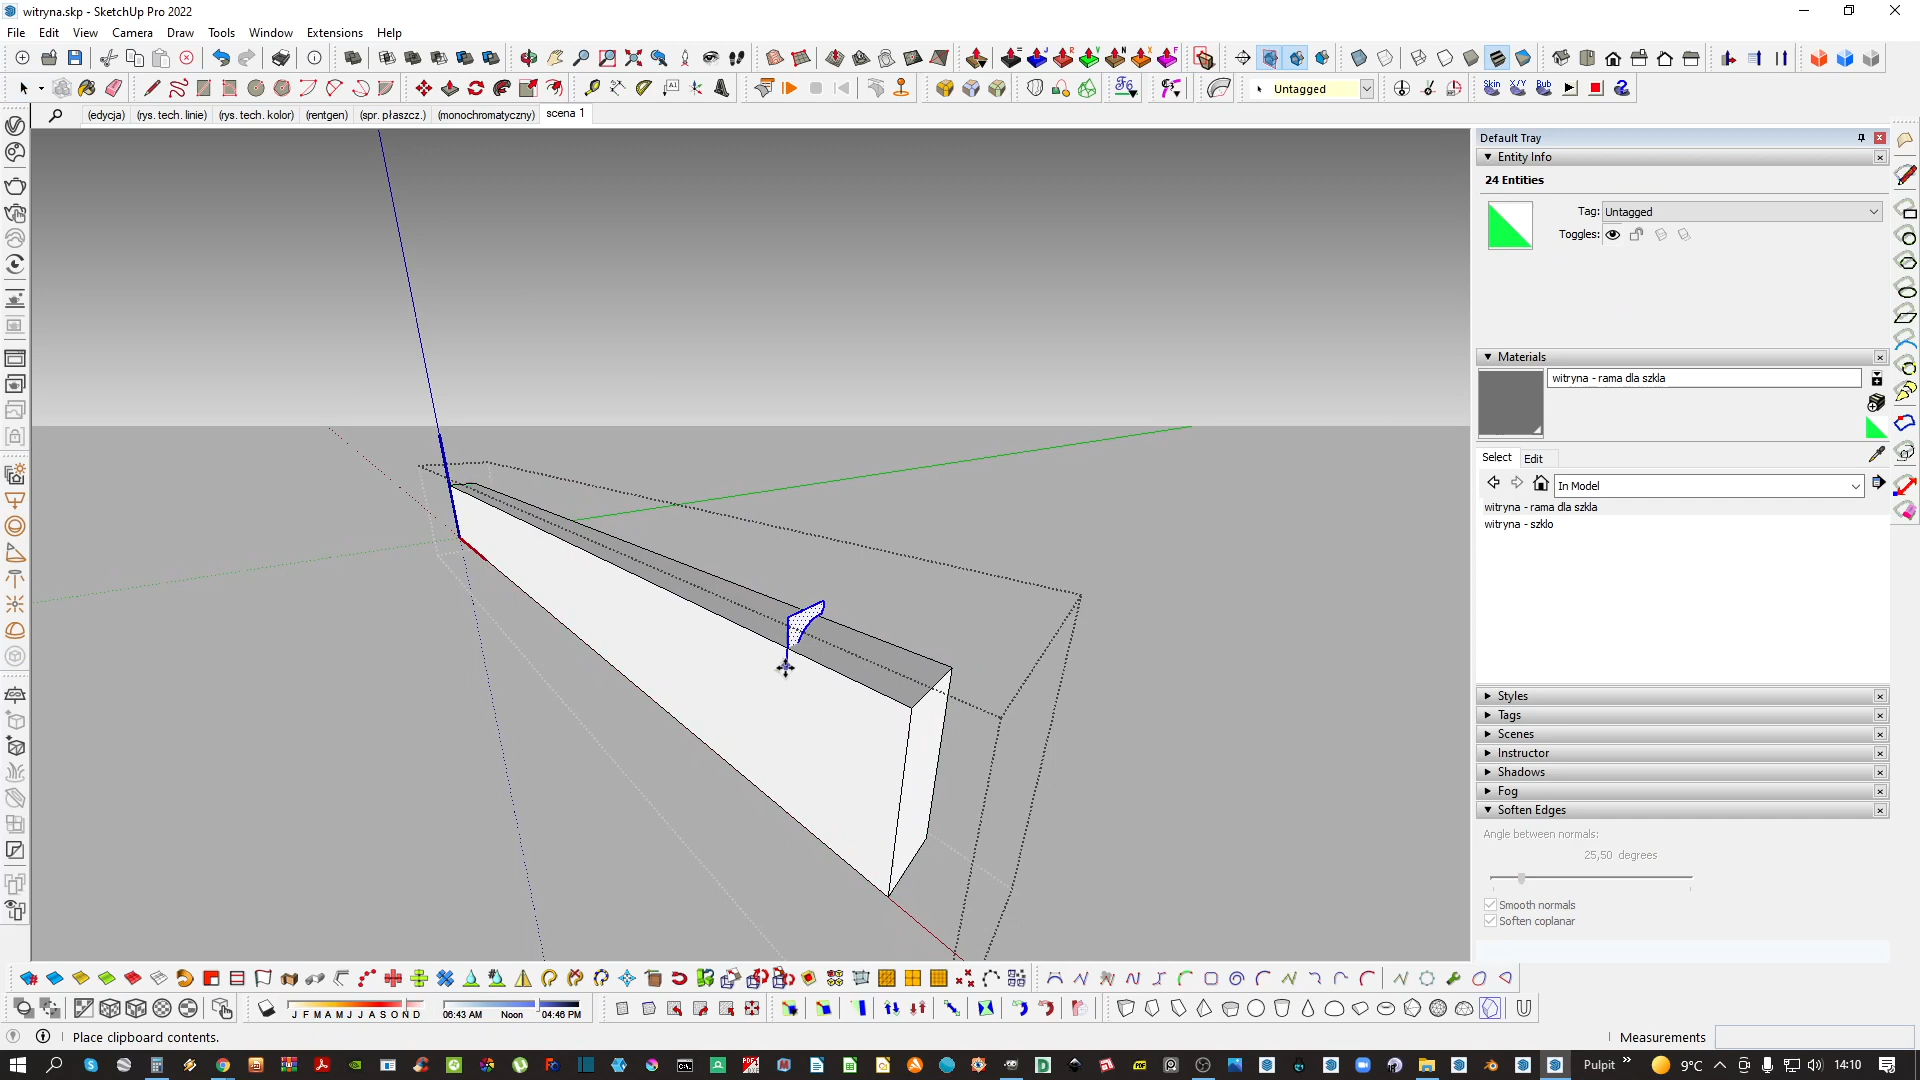 witryna.skp - SketchUp Pro 2022
File Edit View Camera Draw Tools Window Extensions Help
Untagged
Skin X/Y Bub
(edycja) (rys. tech. linie) (rys. tech. kolor) (rentgen) (spr. płaszcz.) (monochromatyczny) scena 1
Default Tray
Entity Info
24 Entities
Tag: Untagged
Toggles:
Materials
witryna - rama dla szkla
Select Edit
In Model
witryna - rama dla szkla
witryna - szklo
Styles
Tags
Scenes
Instructor
Shadows
Fog
Soften Edges
Angle between normals:
25,50 degrees
Smooth normals
Soften coplanar
J F M A M J J A S O N D 06:43 AM Noon 04:46 PM
Place clipboard contents. Measurements
Pulpit 9°C 14:10